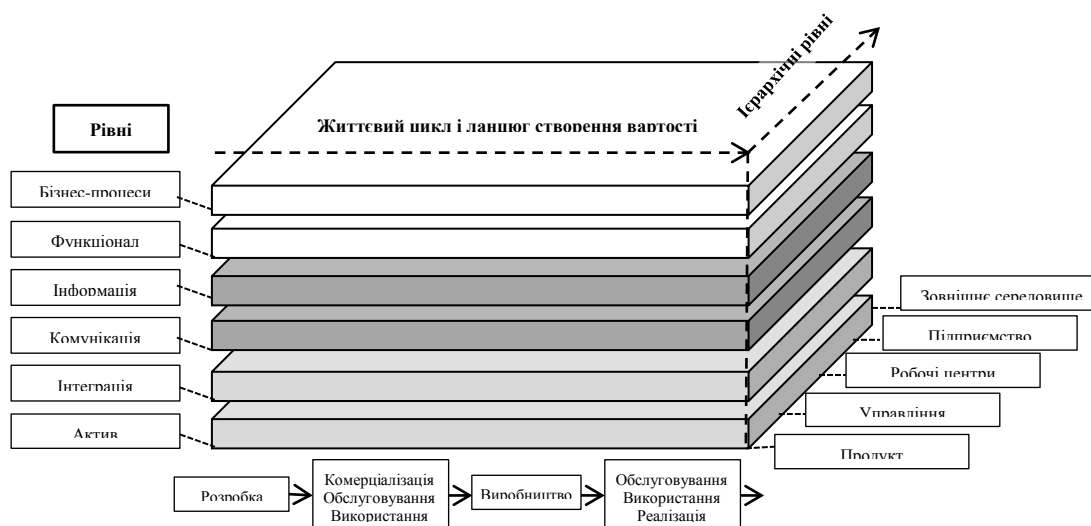 Ієрархічні рівні
Рівні
Життєвий цикл і ланцюг створення вартості
Бізнес-процеси
Функціонал
Інформація
Комунікація
Інтеграція
Актив
Зовнішнє середовище
Підприємство
Робочі центри
Управління
Продукт
Розробка
Комерціалізація
Обслуговування
Використання
Виробництво
Обслуговування
Використання
Реалізація